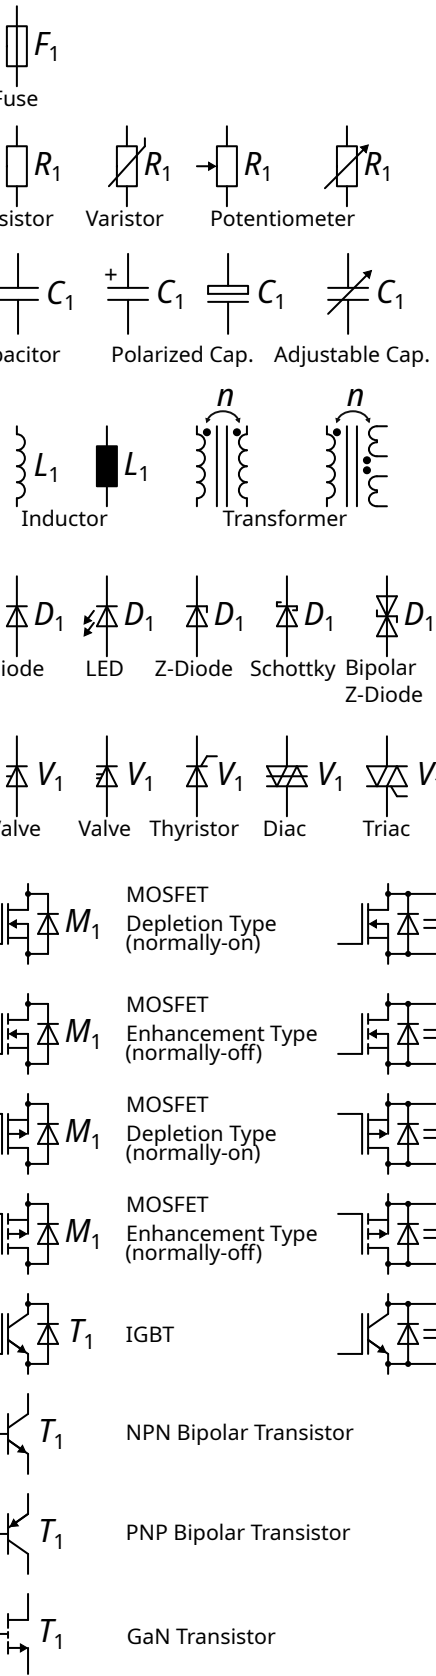 F1
Fuse
R1 R1 R1 R1
sistor Varistor Potentiometer
+ C1 C1 C1 C1
pacitor Polarized Cap. Adjustable Cap.
n n
L1 L1
Inductor Transformer
D1 D1 D1 D1 D1
iode LED Z-Diode Schottky Bipolar
Z-Diode
V1 V1 V1 V1 V
Valve Valve Thyristor Diac Triac
M1 MOSFET
Depletion Type
(normally-on)
M1 MOSFET
Enhancement Type
(normally-off)
M1 MOSFET
Depletion Type
(normally-on)
M1 MOSFET
Enhancement Type
(normally-off)
T1 IGBT
T1 NPN Bipolar Transistor
T1 PNP Bipolar Transistor
T1 GaN Transistor